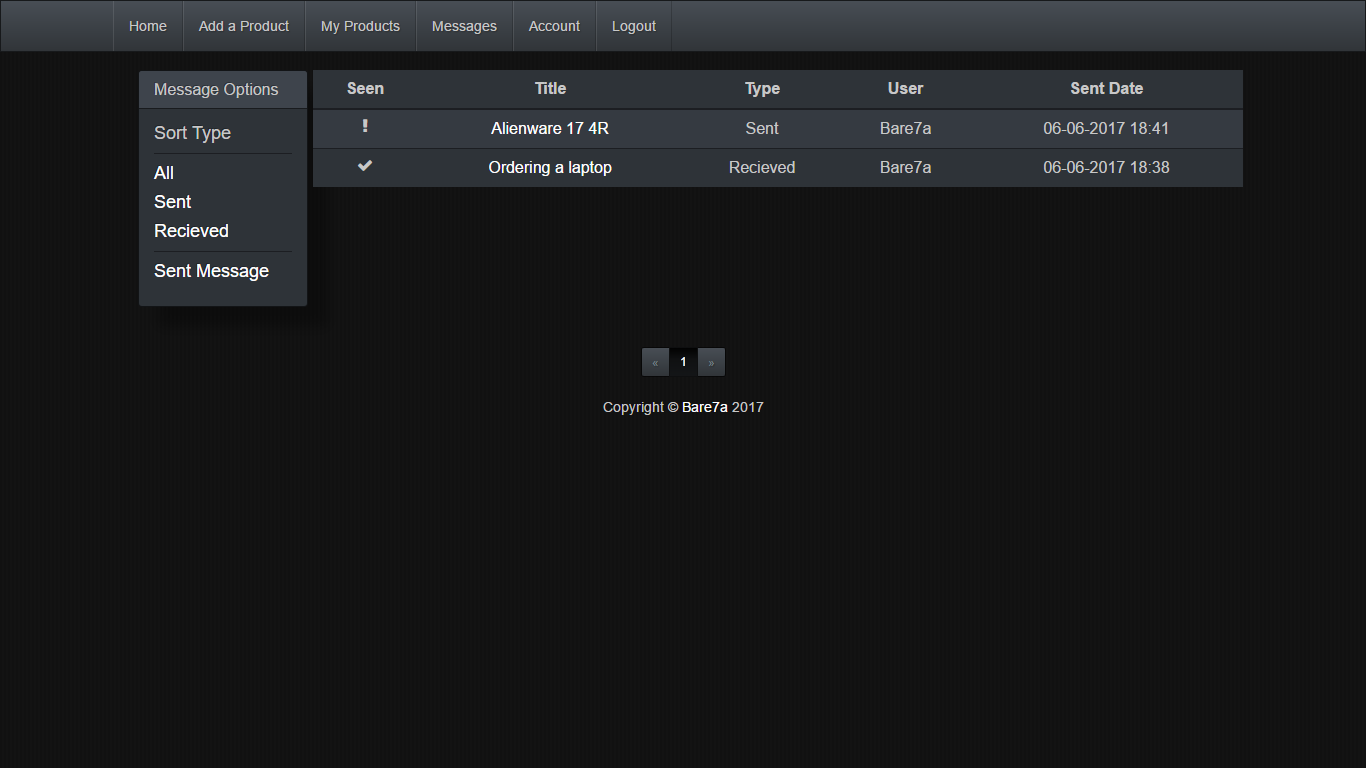 Home Add a Product My Products Messages Account Logout
Message Options
Sort Type
All
Sent
Recieved
Sent Message
Seen Title Type User Sent Date
Alienware 17 4R Sent Bare7a 06-06-2017 18:41
Ordering a laptop Recieved Bare7a 06-06-2017 18:38
« 1 »
Copyright © Bare7a 2017